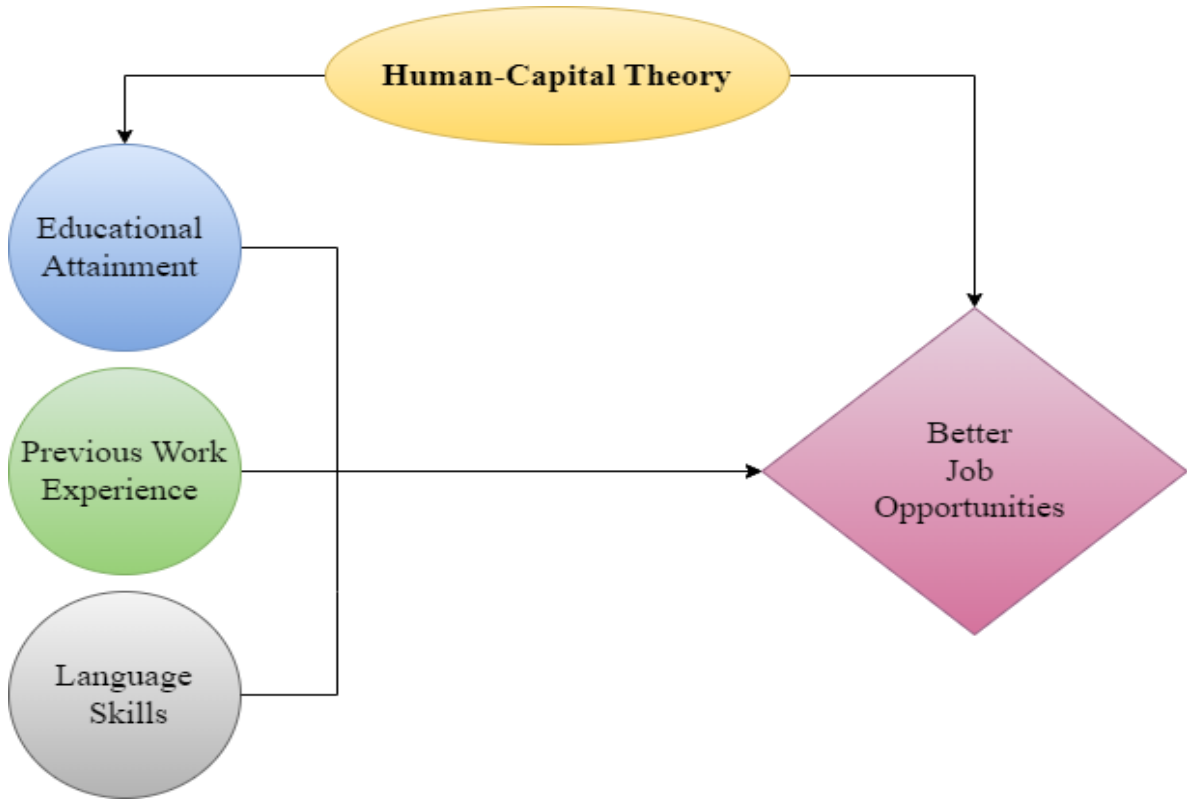 Human-Capital Theory
Educational
Attainment
Previous Work
Experience
Language
Skills
Better
Job
Opportunities